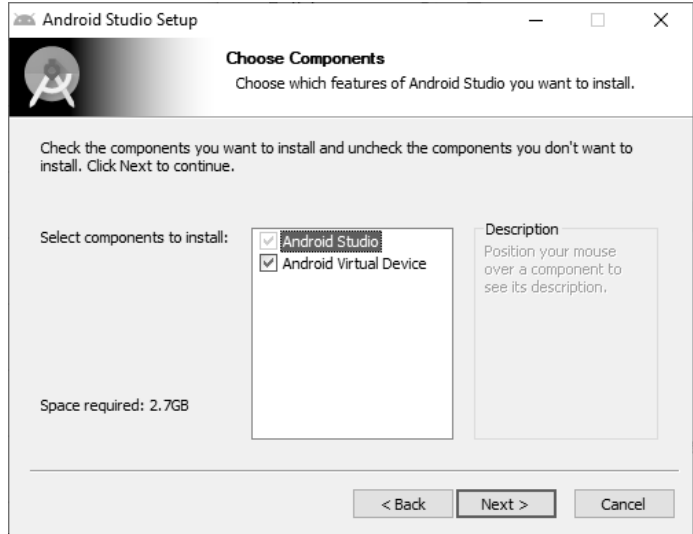 Android Studio Setup
Choose Components
Choose which features of Android Studio you want to install.
Check the components you want to install and uncheck the components you don't want to
install. Click Next to continue.
Select components to install:
Android Studio
Android Virtual Device
Description
Position your mouse
over a component to
see its description.
Space required: 2.7GB
< Back
Next >
Cancel